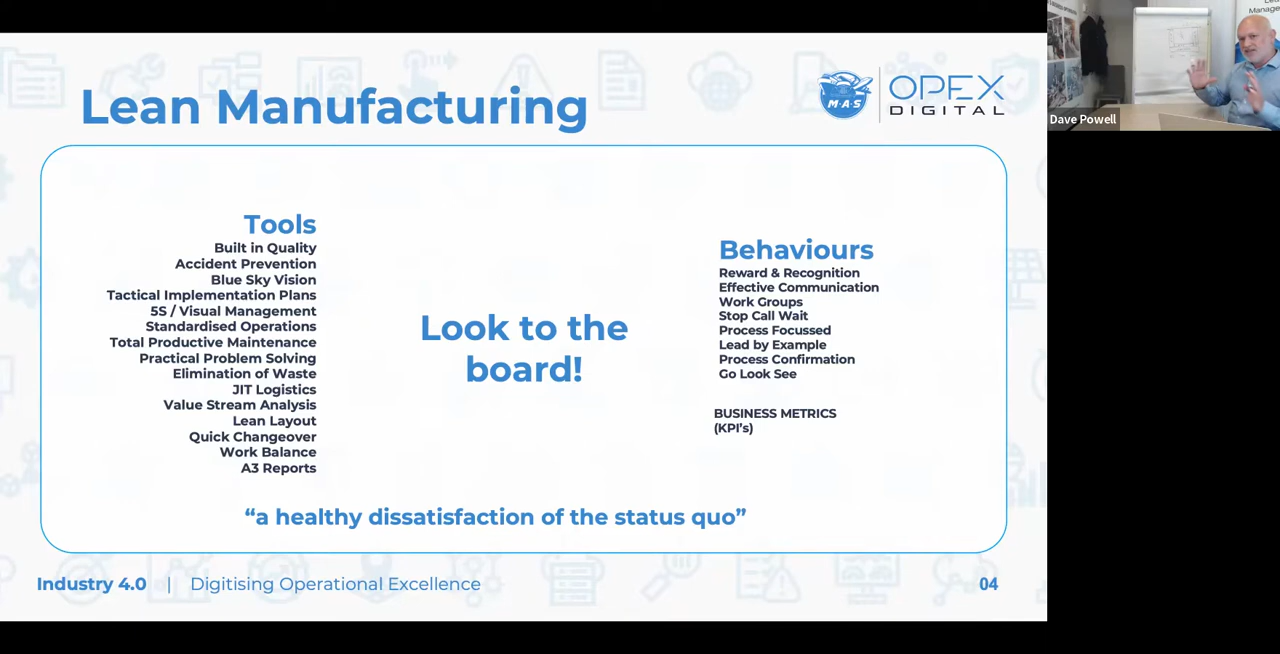 Lean Manufacturing
M·A·S
OPEX
DIGITAL
Tools
Built in Quality
Accident Prevention
Blue Sky Vision
Tactical Implementation Plans
5S / Visual Management
Standardised Operations
Total Productive Maintenance
Practical Problem Solving
Elimination of Waste
JIT Logistics
Value Stream Analysis
Lean Layout
Quick Changeover
Work Balance
A3 Reports
Look to the
board!
Behaviours
Reward & Recognition
Effective Communication
Work Groups
Stop Call Wait
Process Focussed
Lead by Example
Process Confirmation
Go Look See
BUSINESS METRICS
(KPI’s)
“a healthy dissatisfaction of the status quo”
Industry 4.0 | Digitising Operational Excellence
04
Dave Powell